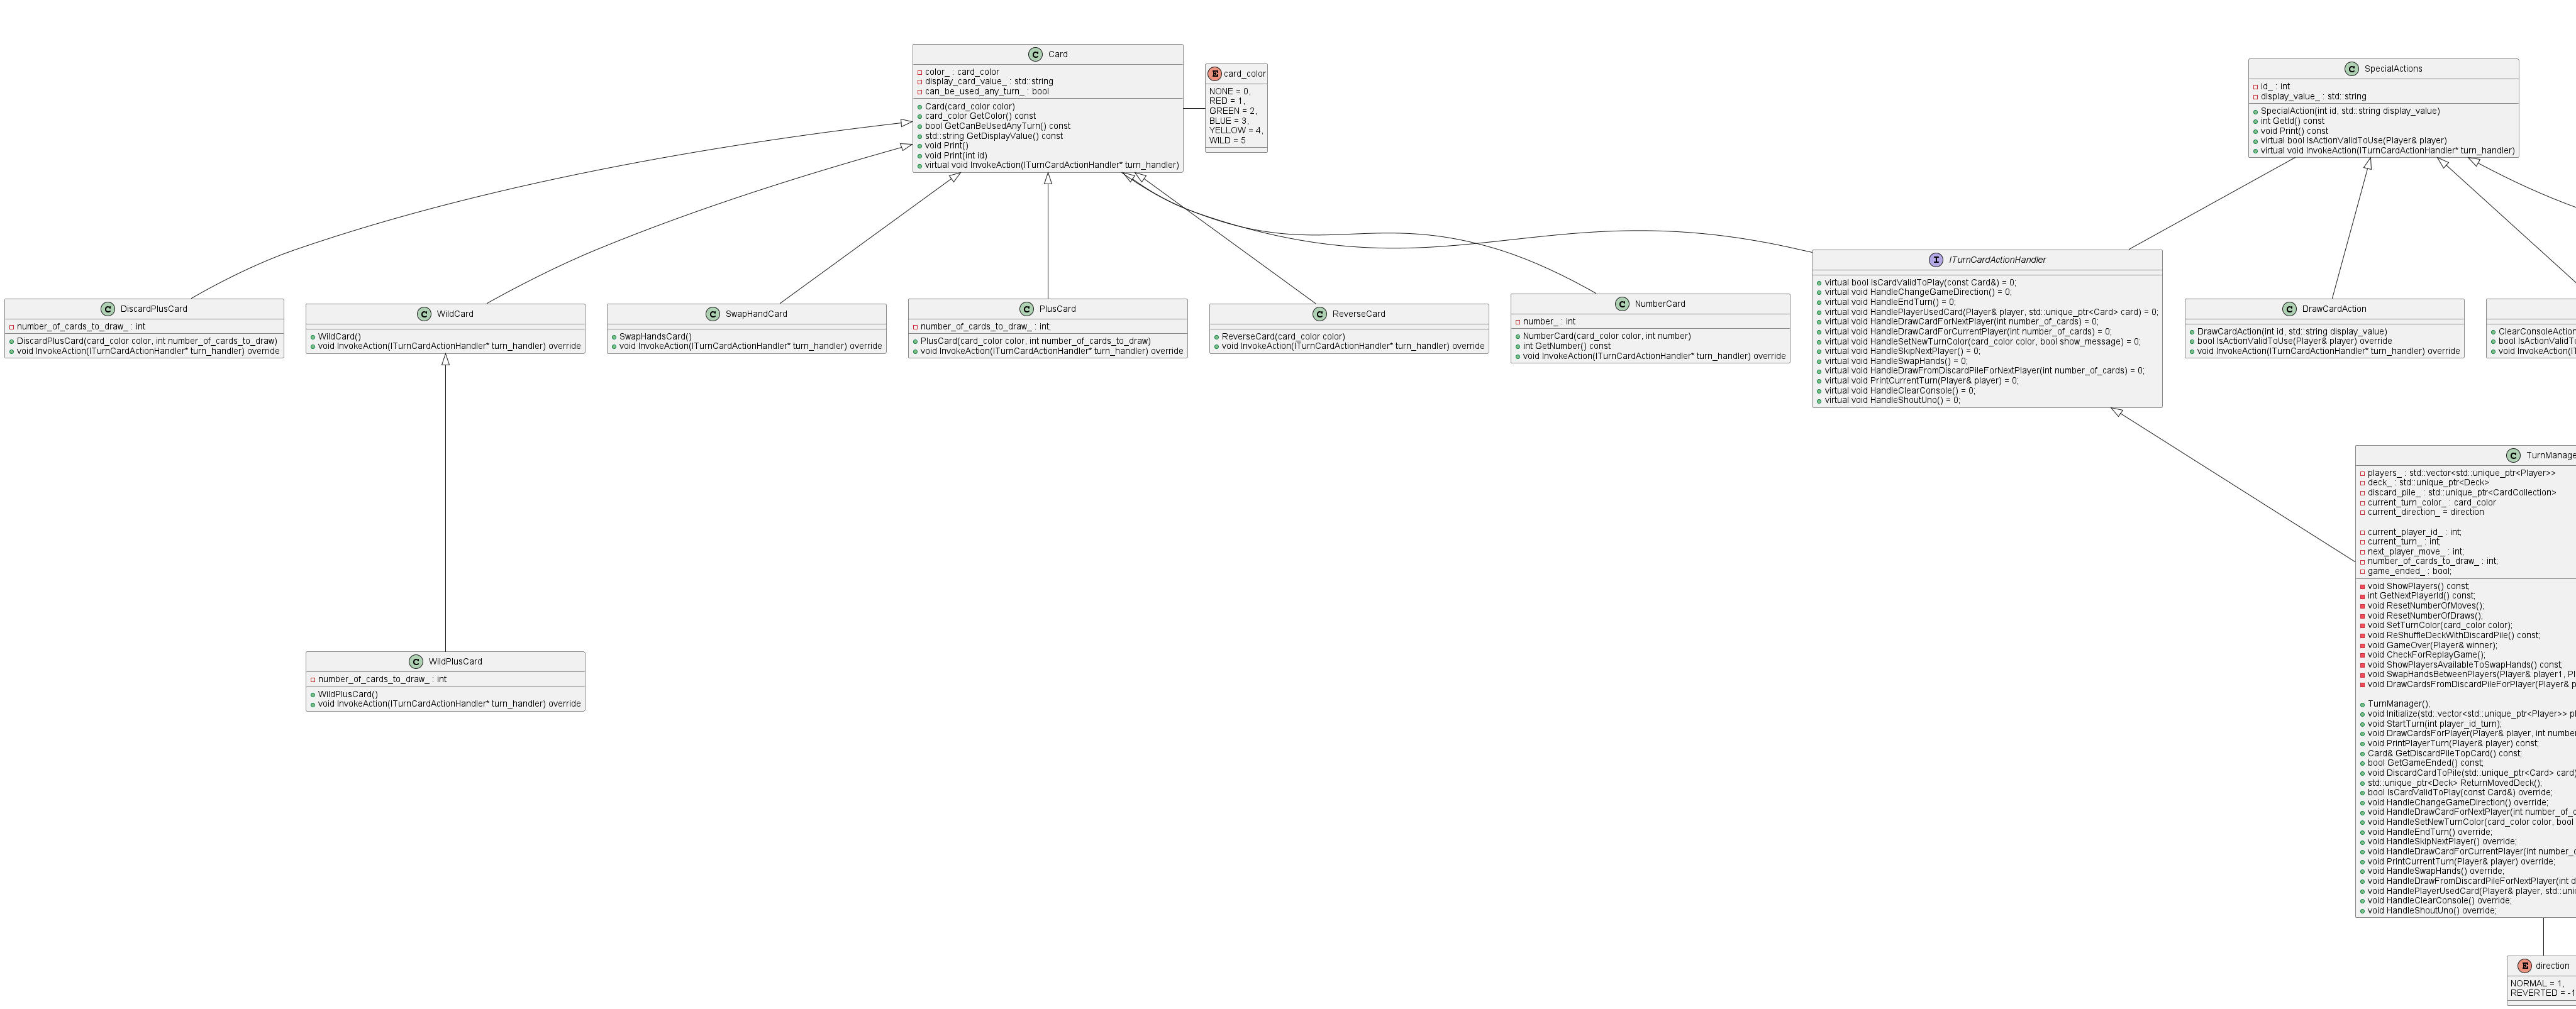 Card
color_ : card_color
display_card_value_ : std::string
can_be_used_any_turn_ : bool
Card(card_color color)
card_color GetColor() const
bool GetCanBeUsedAnyTurn() const
std::string GetDisplayValue() const
void Print()
void Print(int id)
virtual void InvokeAction(ITurnCardActionHandler* turn_handler)
card_color
NONE = 0,
RED = 1,
GREEN = 2,
BLUE = 3,
YELLOW = 4,
WILD = 5
SpecialActions
id_ : int
display_value_ : std::string
SpecialAction(int id, std::string display_value)
int GetId() const
void Print() const
virtual bool IsActionValidToUse(Player& player)
virtual void InvokeAction(ITurnCardActionHandler* turn_handler)
DiscardPlusCard
number_of_cards_to_draw_ : int
DiscardPlusCard(card_color color, int number_of_cards_to_draw)
void InvokeAction(ITurnCardActionHandler* turn_handler) override
WildCard
WildCard()
void InvokeAction(ITurnCardActionHandler* turn_handler) override
SwapHandCard
SwapHandsCard()
void InvokeAction(ITurnCardActionHandler* turn_handler) override
PlusCard
number_of_cards_to_draw_ : int;
PlusCard(card_color color, int number_of_cards_to_draw)
void InvokeAction(ITurnCardActionHandler* turn_handler) override
ReverseCard
ReverseCard(card_color color)
void InvokeAction(ITurnCardActionHandler* turn_handler) override
NumberCard
number_ : int
NumberCard(card_color color, int number)
int GetNumber() const
void InvokeAction(ITurnCardActionHandler* turn_handler) override
ITurnCardActionHandler
virtual bool IsCardValidToPlay(const Card&) = 0;
virtual void HandleChangeGameDirection() = 0;
virtual void HandleEndTurn() = 0;
virtual void HandlePlayerUsedCard(Player& player, std::unique_ptr<Card> card) = 0;
virtual void HandleDrawCardForNextPlayer(int number_of_cards) = 0;
virtual void HandleDrawCardForCurrentPlayer(int number_of_cards) = 0;
virtual void HandleSetNewTurnColor(card_color color, bool show_message) = 0;
virtual void HandleSkipNextPlayer() = 0;
virtual void HandleSwapHands() = 0;
virtual void HandleDrawFromDiscardPileForNextPlayer(int number_of_cards) = 0;
virtual void PrintCurrentTurn(Player& player) = 0;
virtual void HandleClearConsole() = 0;
virtual void HandleShoutUno() = 0;
DrawCardAction
DrawCardAction(int id, std::string display_value)
bool IsActionValidToUse(Player& player) override
void InvokeAction(ITurnCardActionHandler* turn_handler) override
ClearConsoleAction
bool IsActionValidT
void InvokeAction(IT
WildPlusCard
number_of_cards_to_draw_ : int
WildPlusCard()
void InvokeAction(ITurnCardActionHandler* turn_handler) override
TurnManage
players_ : std::vector<std::unique_ptr<Player>>
deck_ : std::unique_ptr<Deck>
discard_pile_ : std::unique_ptr<CardCollection>
current_turn_color_ : card_color
current_direction_ = direction
current_player_id_ : int;
current_turn_ : int;
next_player_move_ : int;
number_of_cards_to_draw_ : int;
game_ended_ : bool;
void ShowPlayers() const;
int GetNextPlayerId() const;
void ResetNumberOfMoves();
void ResetNumberOfDraws();
void SetTurnColor(card_color color);
void ReShuffleDeckWithDiscardPile() const;
void GameOver(Player& winner);
void CheckForReplayGame();
void ShowPlayersAvailableToSwapHands() const;
void SwapHandsBetweenPlayers(Player& player1, Pl
void DrawCardsFromDiscardPileForPlayer(Player& p
TurnManager();
void Initialize(std::vector<std::unique_ptr<Player>> pl
void StartTurn(int player_id_turn);
void DrawCardsForPlayer(Player& player, int number
void PrintPlayerTurn(Player& player) const;
Card& GetDiscardPileTopCard() const;
bool GetGameEnded() const;
void DiscardCardToPile(std::unique_ptr<Card> card)
std::unique_ptr<Deck> ReturnMovedDeck();
bool IsCardValidToPlay(const Card&) override;
void HandleChangeGameDirection() override;
void HandleDrawCardForNextPlayer(int number_of_c
void HandleSetNewTurnColor(card_color color, bool
void HandleEndTurn() override;
void HandleSkipNextPlayer() override;
void HandleDrawCardForCurrentPlayer(int number_o
void PrintCurrentTurn(Player& player) override;
void HandleSwapHands() override;
void HandleDrawFromDiscardPileForNextPlayer(int d
void HandlePlayerUsedCard(Player& player, std::uni
void HandleClearConsole() override;
void HandleShoutUno() override;
direction
NORMAL = 1,
REVERTED = -1